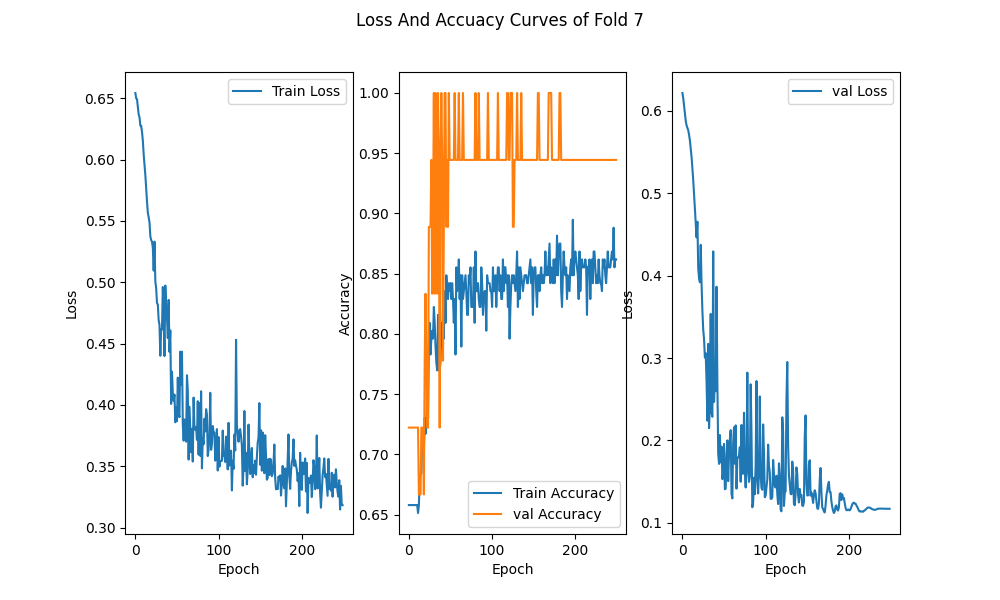 Loss And Accuacy Curves of Fold 7
Train Loss
0.65
0.60
0.55
0.50
0.45
0.40
0.35
0.30
Loss
0
100
200
Epoch
1.00
0.95
0.90
0.85
0.80
0.75
0.70
0.65
Accuracy
Train Accuracy
val Accuracy
0
100
200
Epoch
val Loss
0.6
0.5
0.4
0.3
0.2
0.1
Loss
0
100
200
Epoch